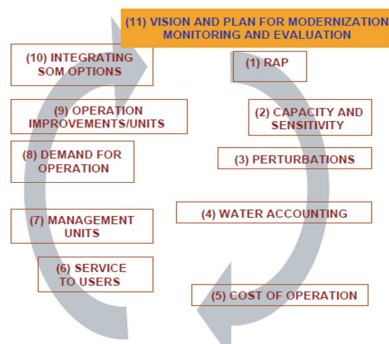 (11) VISION AND PLAN FOR MODERNIZATION
MONITORING AND EVALUATION
(10) INTEGRATING
SOM OPTIONS
(1) RAP
(9) OPERATION
IMPROVEMENTS/UNITS
(2) CAPACITY AND
SENSITIVITY
(8) DEMAND FOR
OPERATION
(3) PERTURBATIONS
(7) MANAGEMENT
UNITS
(4) WATER ACCOUNTING
(6) SERVICE
TO USERS
(5) COST OF OPERATION